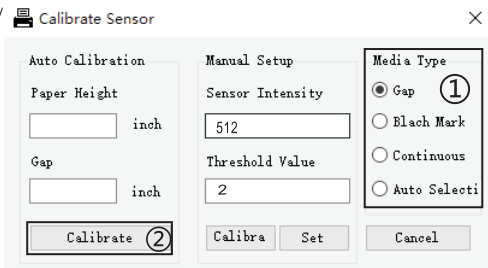 Calibrate Sensor
Auto Calibration
Paper Height
inch
Gap
inch
Calibrate ②
Manual Setup
Sensor Intensity
512
Threshold Value
2
Calibra Set
Media Type
Gap ①
Blach Mark
Continuous
Auto Selecti
Cancel